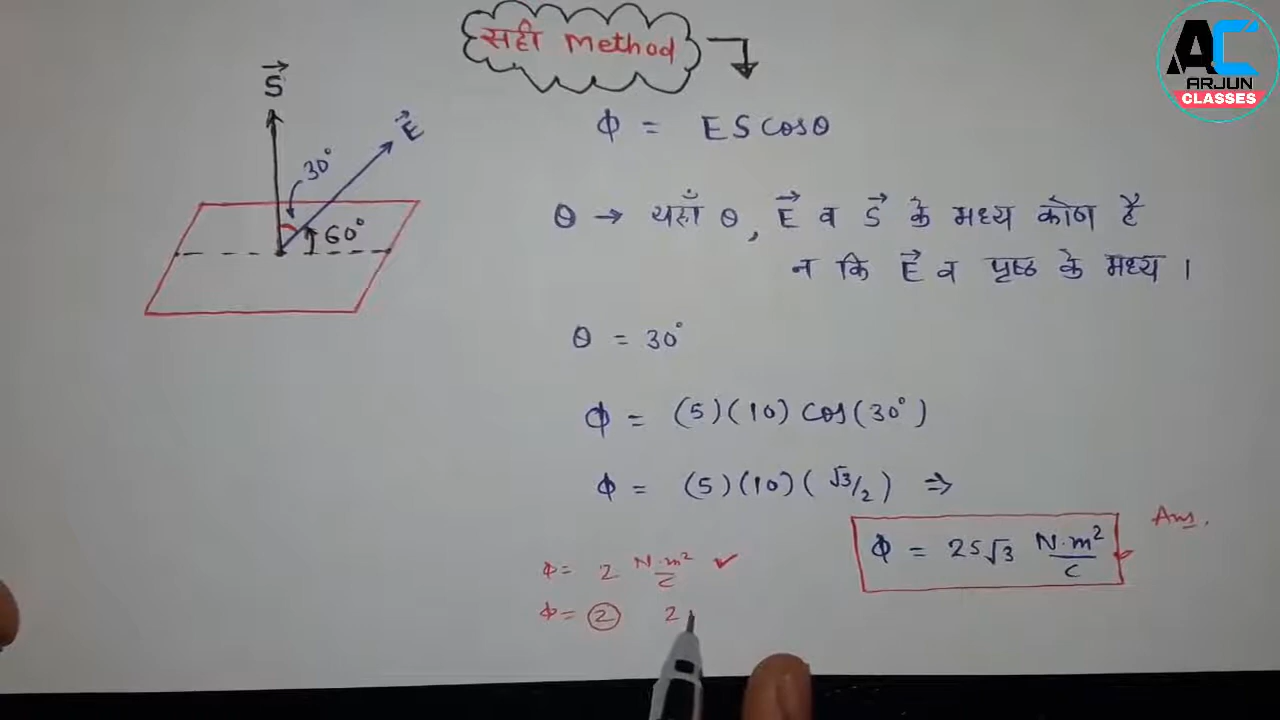 सही Method
AC
ARJUN
CLASSES
S⃗
E⃗
30°
60°
Φ = ES cosθ
θ → यहाँ θ, E⃗ व S⃗ के मध्य कोण है
न कि E⃗ व पृष्ठ के मध्य ।
θ = 30°
Φ = (5)(10) cos(30°)
Φ = (5)(10)(√3/2) ⇒
Φ = 25√3 N·m²/C
Ans.
Φ = 2 N·m²/C ✓
Φ = 2 2